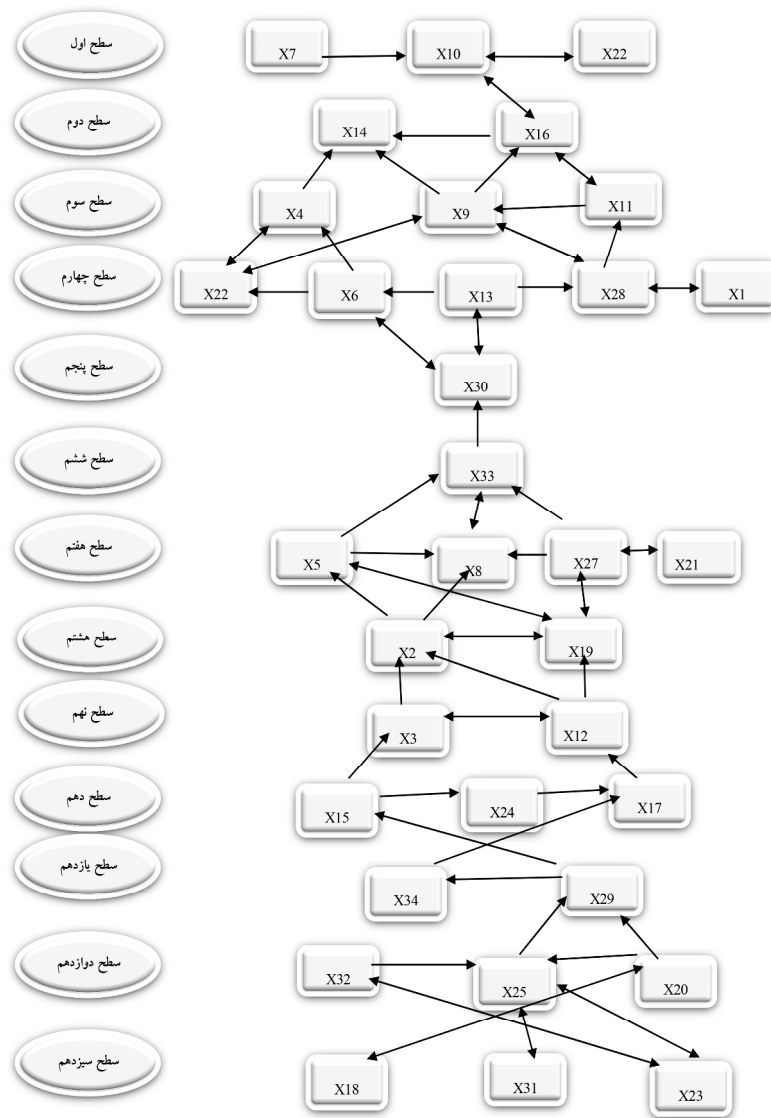 سطح اول
X7
X10
X22
سطح دوم
X14
X16
سطح سوم
X4
X9
X11
سطح چهارم
X22
X6
X13
X28
X1
سطح پنجم
X30
سطح ششم
X33
سطح هفتم
X5
X8
X27
X21
سطح هشتم
X2
X19
سطح نهم
X3
X12
سطح دهم
X15
X24
X17
سطح یازدهم
X34
X29
سطح دوازدهم
X32
X25
X20
سطح سیزدهم
X18
X31
X23